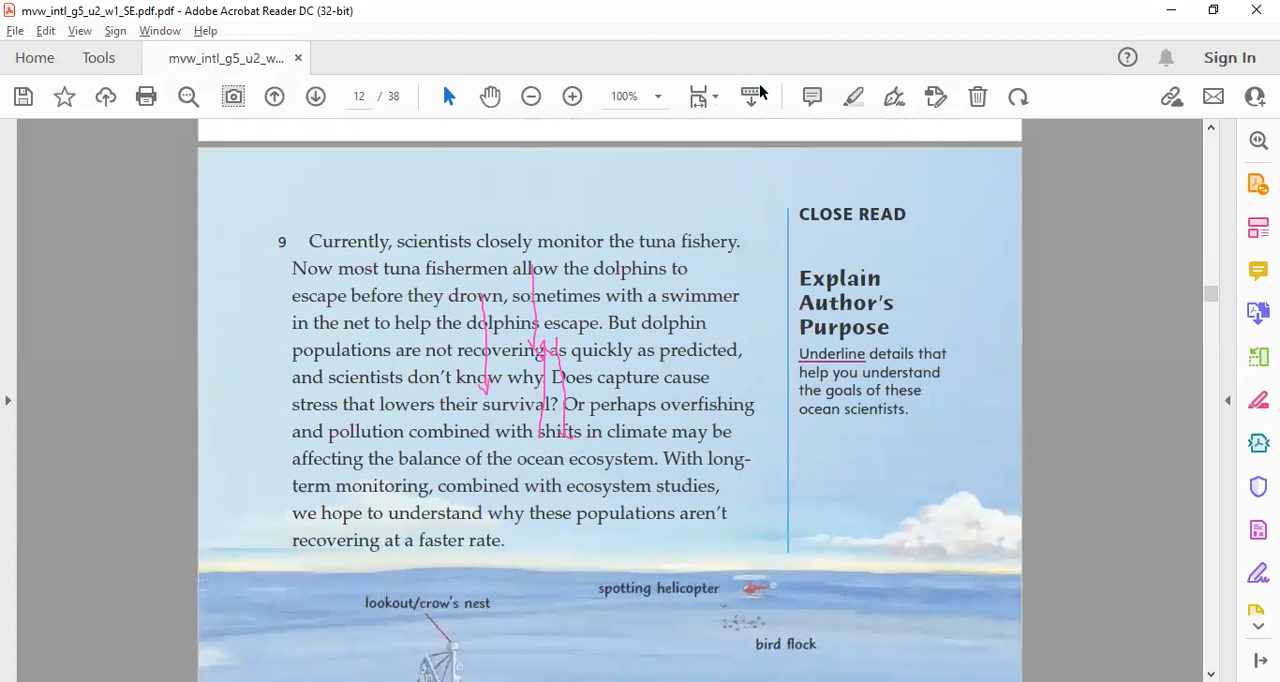 mvw_intl_g5_u2_w1_SE.pdf.pdf - Adobe Acrobat Reader DC (32-bit)
File Edit View Sign Window Help
Home Tools mvw_intl_g5_u2_w... × Sign In
12 / 38 100%
CLOSE READ
9 Currently, scientists closely monitor the tuna fishery.
Now most tuna fishermen allow the dolphins to
escape before they drown, sometimes with a swimmer
in the net to help the dolphins escape. But dolphin
populations are not recovering as quickly as predicted,
and scientists don't know why. Does capture cause
stress that lowers their survival? Or perhaps overfishing
and pollution combined with shifts in climate may be
affecting the balance of the ocean ecosystem. With long-
term monitoring, combined with ecosystem studies,
we hope to understand why these populations aren't
recovering at a faster rate.
Explain
Author's
Purpose
Underline details that
help you understand
the goals of these
ocean scientists.
spotting helicopter
lookout/crow's nest
bird flock